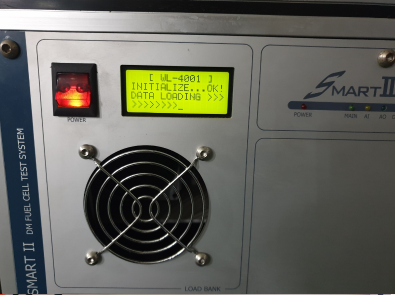 [ WL-4001 ]
INITIALIZE...OK!
DATA LOADING >>>
>>>>>>>>_
POWER
SMART II
POWER
MAIN
LOAD BANK
SMART II DM FUEL CELL TEST SYSTEM